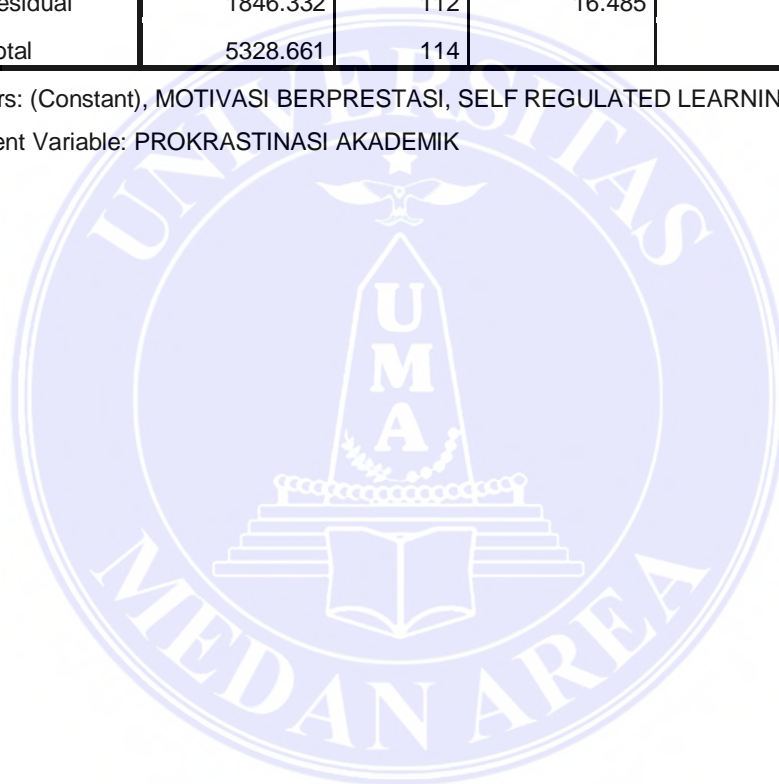 esidual 1846.332 112 16.485
otal 5328.661 114
rs: (Constant), MOTIVASI BERPRESTASI, SELF REGULATED LEARNIN
ent Variable: PROKRASTINASI AKADEMIK
UNIVERSITAS
U
M
A
MEDAN AREA